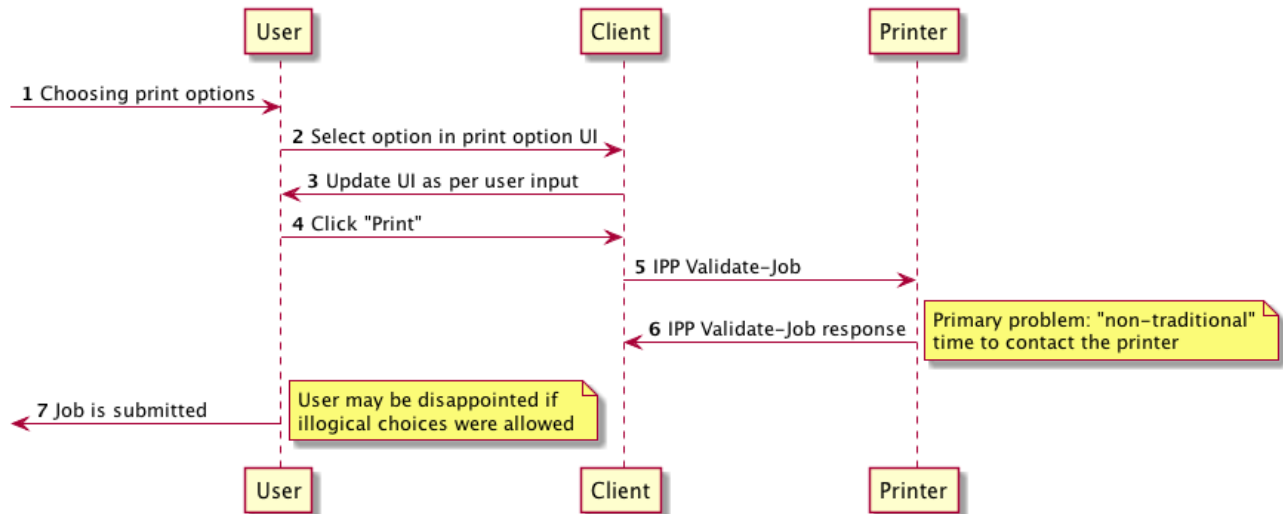 User
Client
Printer
1 Choosing print options
2 Select option in print option UI
3 Update UI as per user input
4 Click "Print"
5 IPP Validate-Job
6 IPP Validate-Job response
Primary problem: "non-traditional"
time to contact the printer
7 Job is submitted
User may be disappointed if
illogical choices were allowed
User
Client
Printer